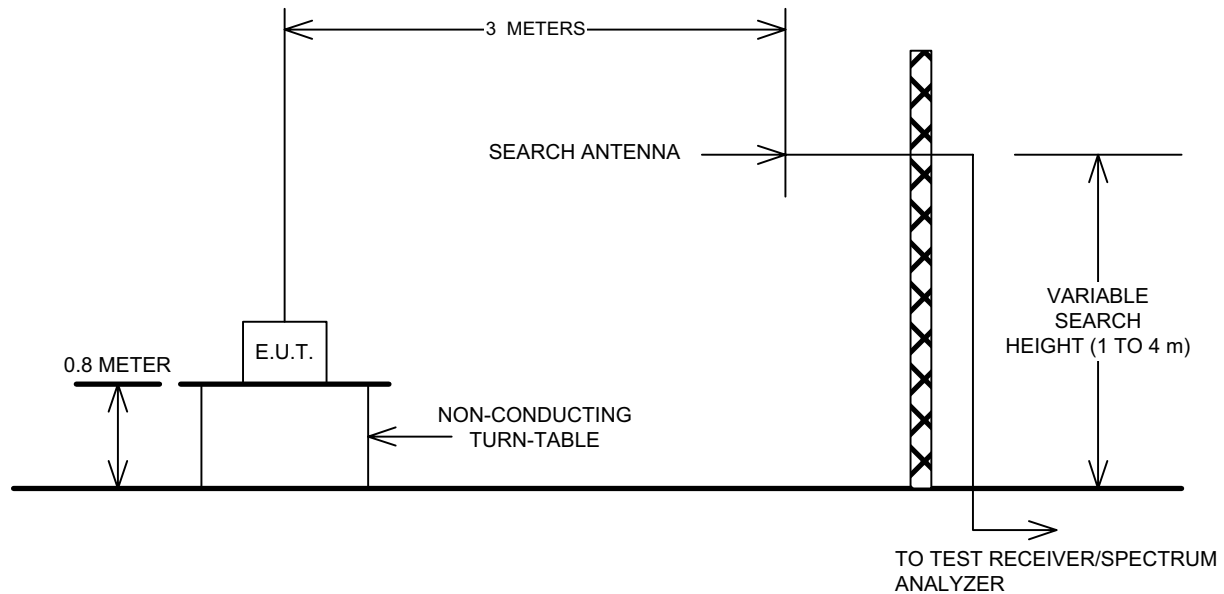 3 METERS
SEARCH ANTENNA
VARIABLE
SEARCH
HEIGHT (1 TO 4 m)
E.U.T.
0.8 METER
NON-CONDUCTING
TURN-TABLE
TO TEST RECEIVER/SPECTRUM
ANALYZER